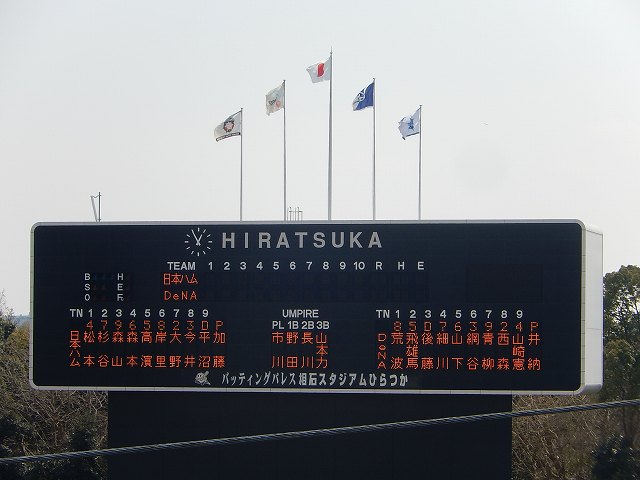 HIRATSUKA
TEAM 1 2 3 4 5 6 7 8 9 10 R H E
B H 日本ハム
S E DeNA
O Fc
TN 1 2 3 4 5 6 7 8 9
4 7 9 6 5 8 2 3 D P
日本ハム
松本
杉谷
森山
森本
高濱
岸里
大野
今井
平沼
加藤
UMPIRE
PL 1B 2B 3B
市川
野田
長川
山本力
TN 1 2 3 4 5 6 7 8 9
8 5 D 7 6 3 9 2 4 P
DeNA
荒波
飛雄馬
後藤
細川
山下
網谷
青柳
西森
山崎憲
井納
バッティングパレス相石スタジアムひらつか